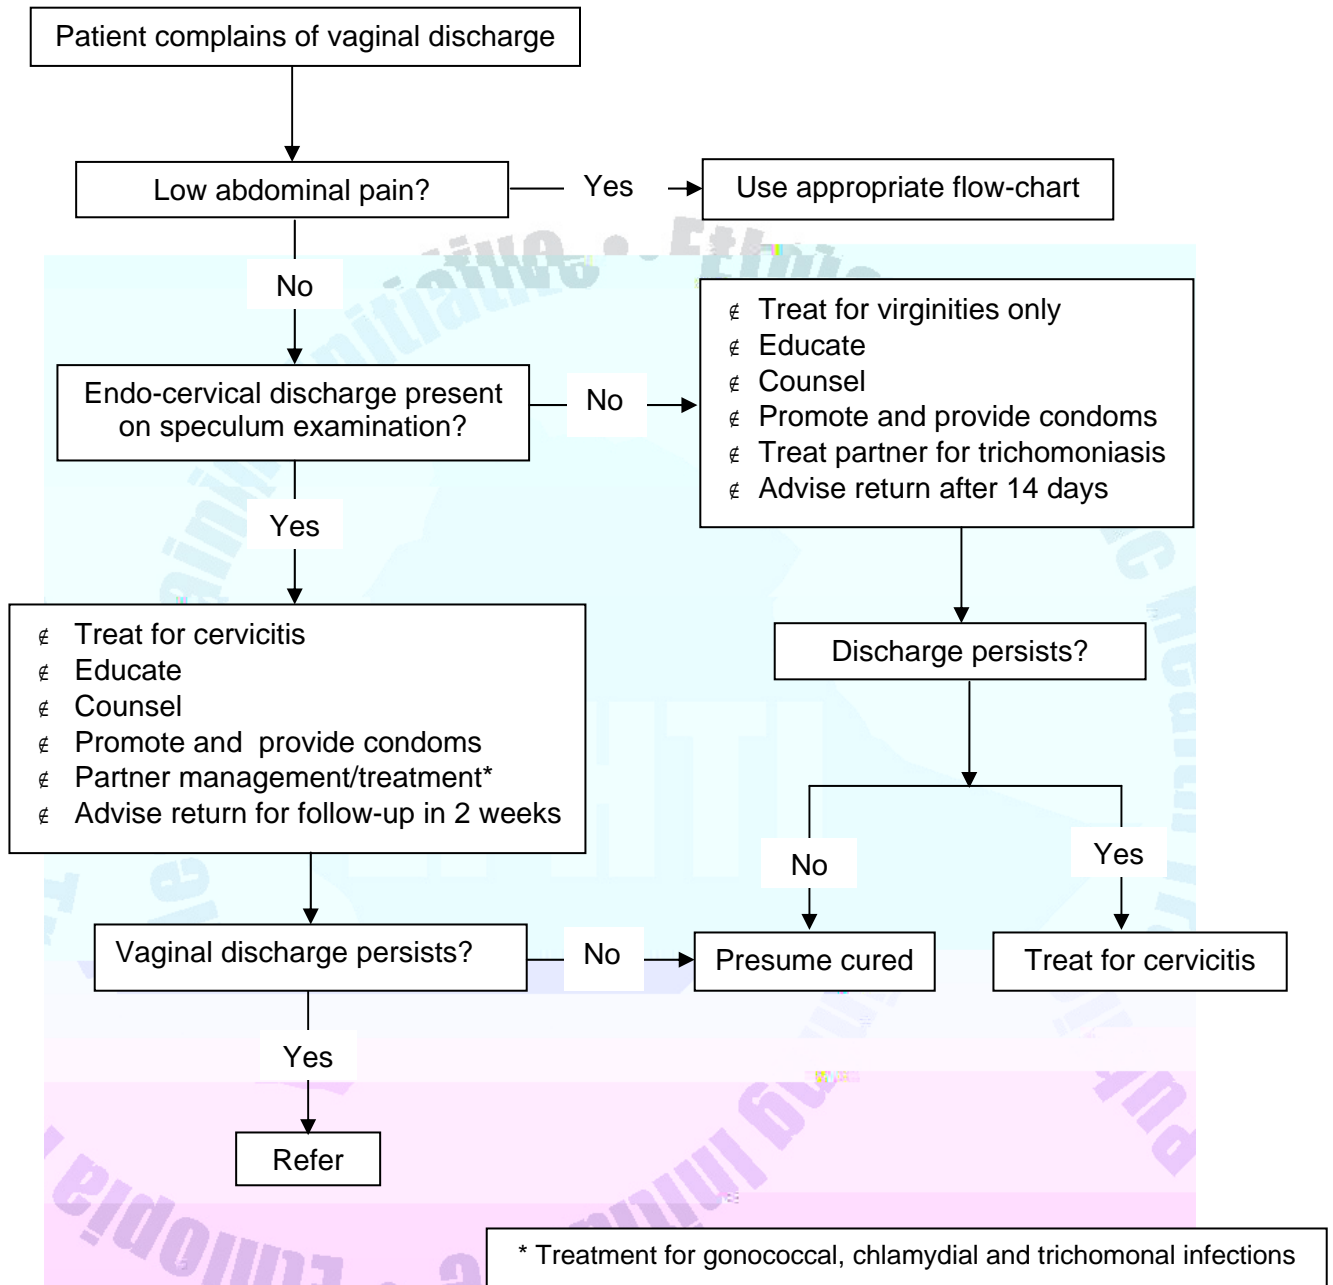 Patient complains of vaginal discharge
Low abdominal pain?
Yes
Use appropriate flow-chart
No
Endo-cervical discharge present
on speculum examination?
No
∉ Treat for virginities only
∉ Educate
∉ Counsel
∉ Promote and provide condoms
∉ Treat partner for trichomoniasis
∉ Advise return after 14 days
Yes
∉ Treat for cervicitis
∉ Educate
∉ Counsel
∉ Promote and provide condoms
∉ Partner management/treatment*
∉ Advise return for follow-up in 2 weeks
Discharge persists?
No
Yes
Vaginal discharge persists?
No
Presume cured
Treat for cervicitis
Yes
Refer
* Treatment for gonococcal, chlamydial and trichomonal infections